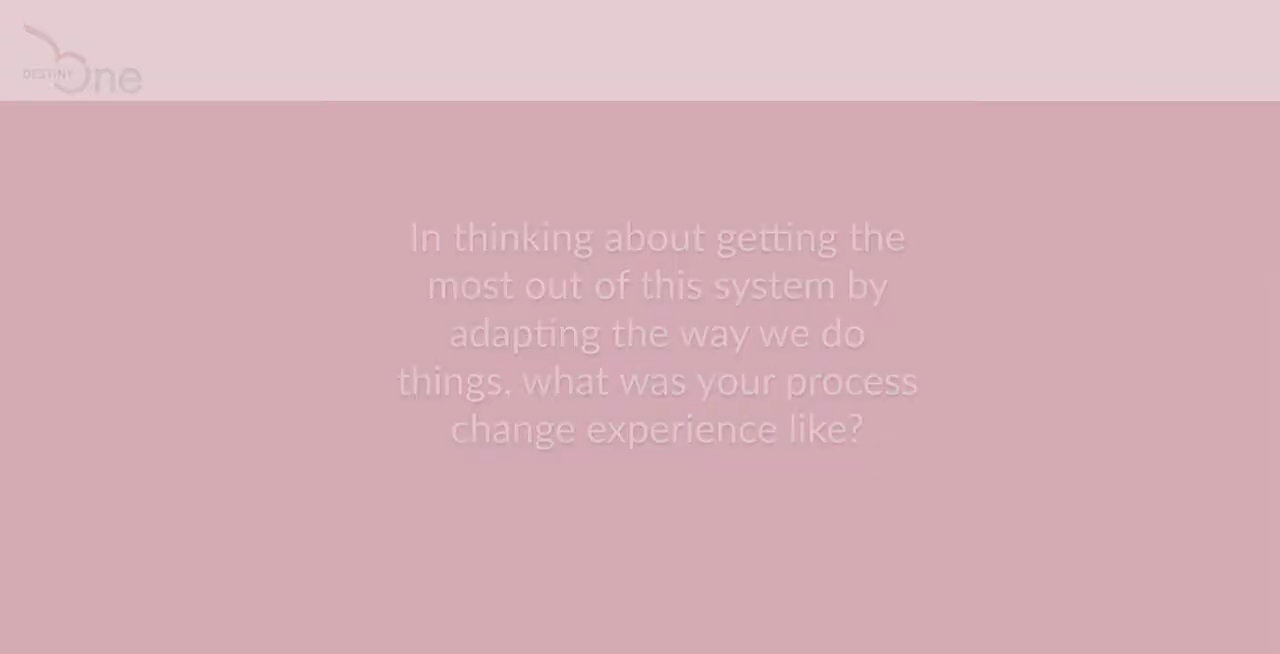 DESTINY
One
In thinking about getting the
most out of this system by
adapting the way we do
things, what was your process
change experience like?